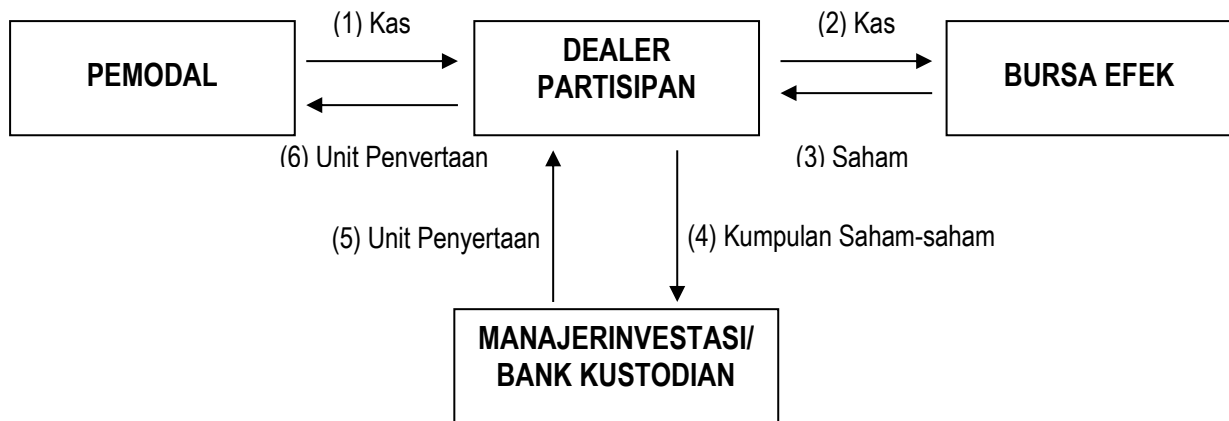 (1) Kas
(2) Kas
PEMODAL
DEALER
PARTISIPAN
BURSA EFEK
(6) Unit Penyertaan
(3) Saham
(5) Unit Penyertaan
(4) Kumpulan Saham-saham
MANAJERINVESTASI/
BANK KUSTODIAN